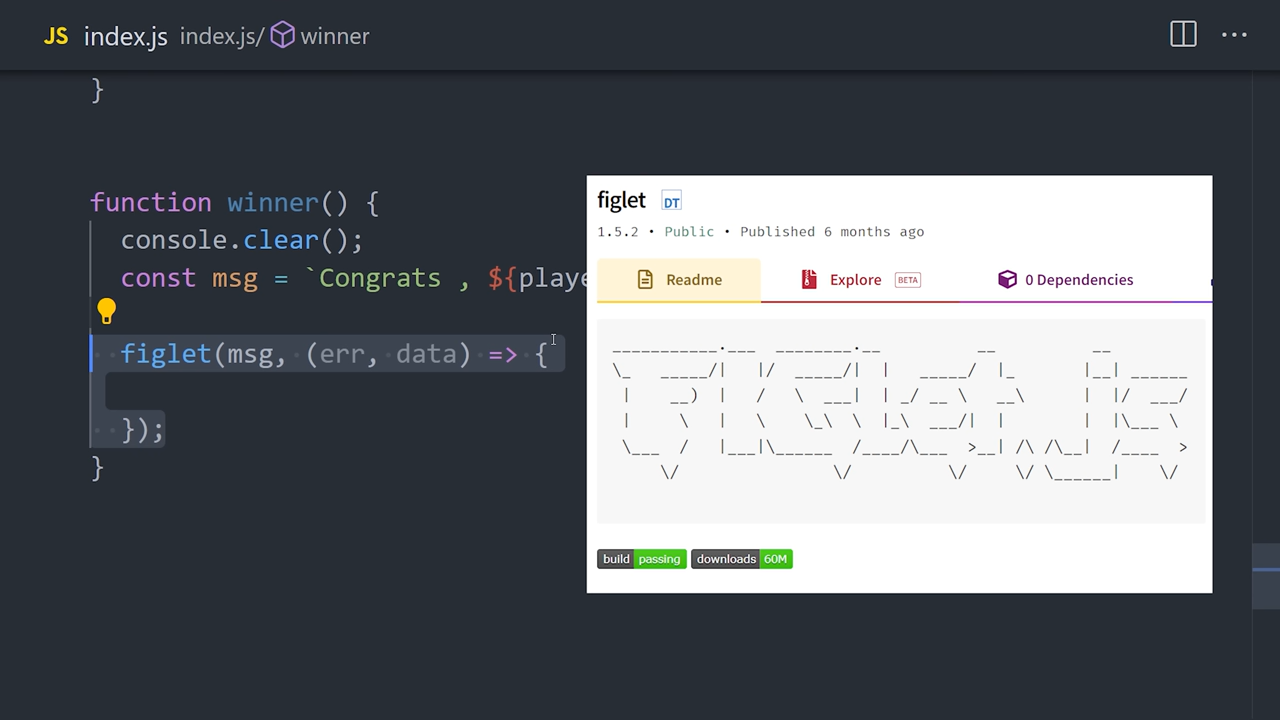 JS index.js index.js/ winner
}
function winner() {
console.clear();
const msg = `Congrats , ${playe
figlet(msg, (err, data) => {
});
}
figlet DT
1.5.2 • Public • Published 6 months ago
Readme
Explore BETA
0 Dependencies
build passing downloads 60M